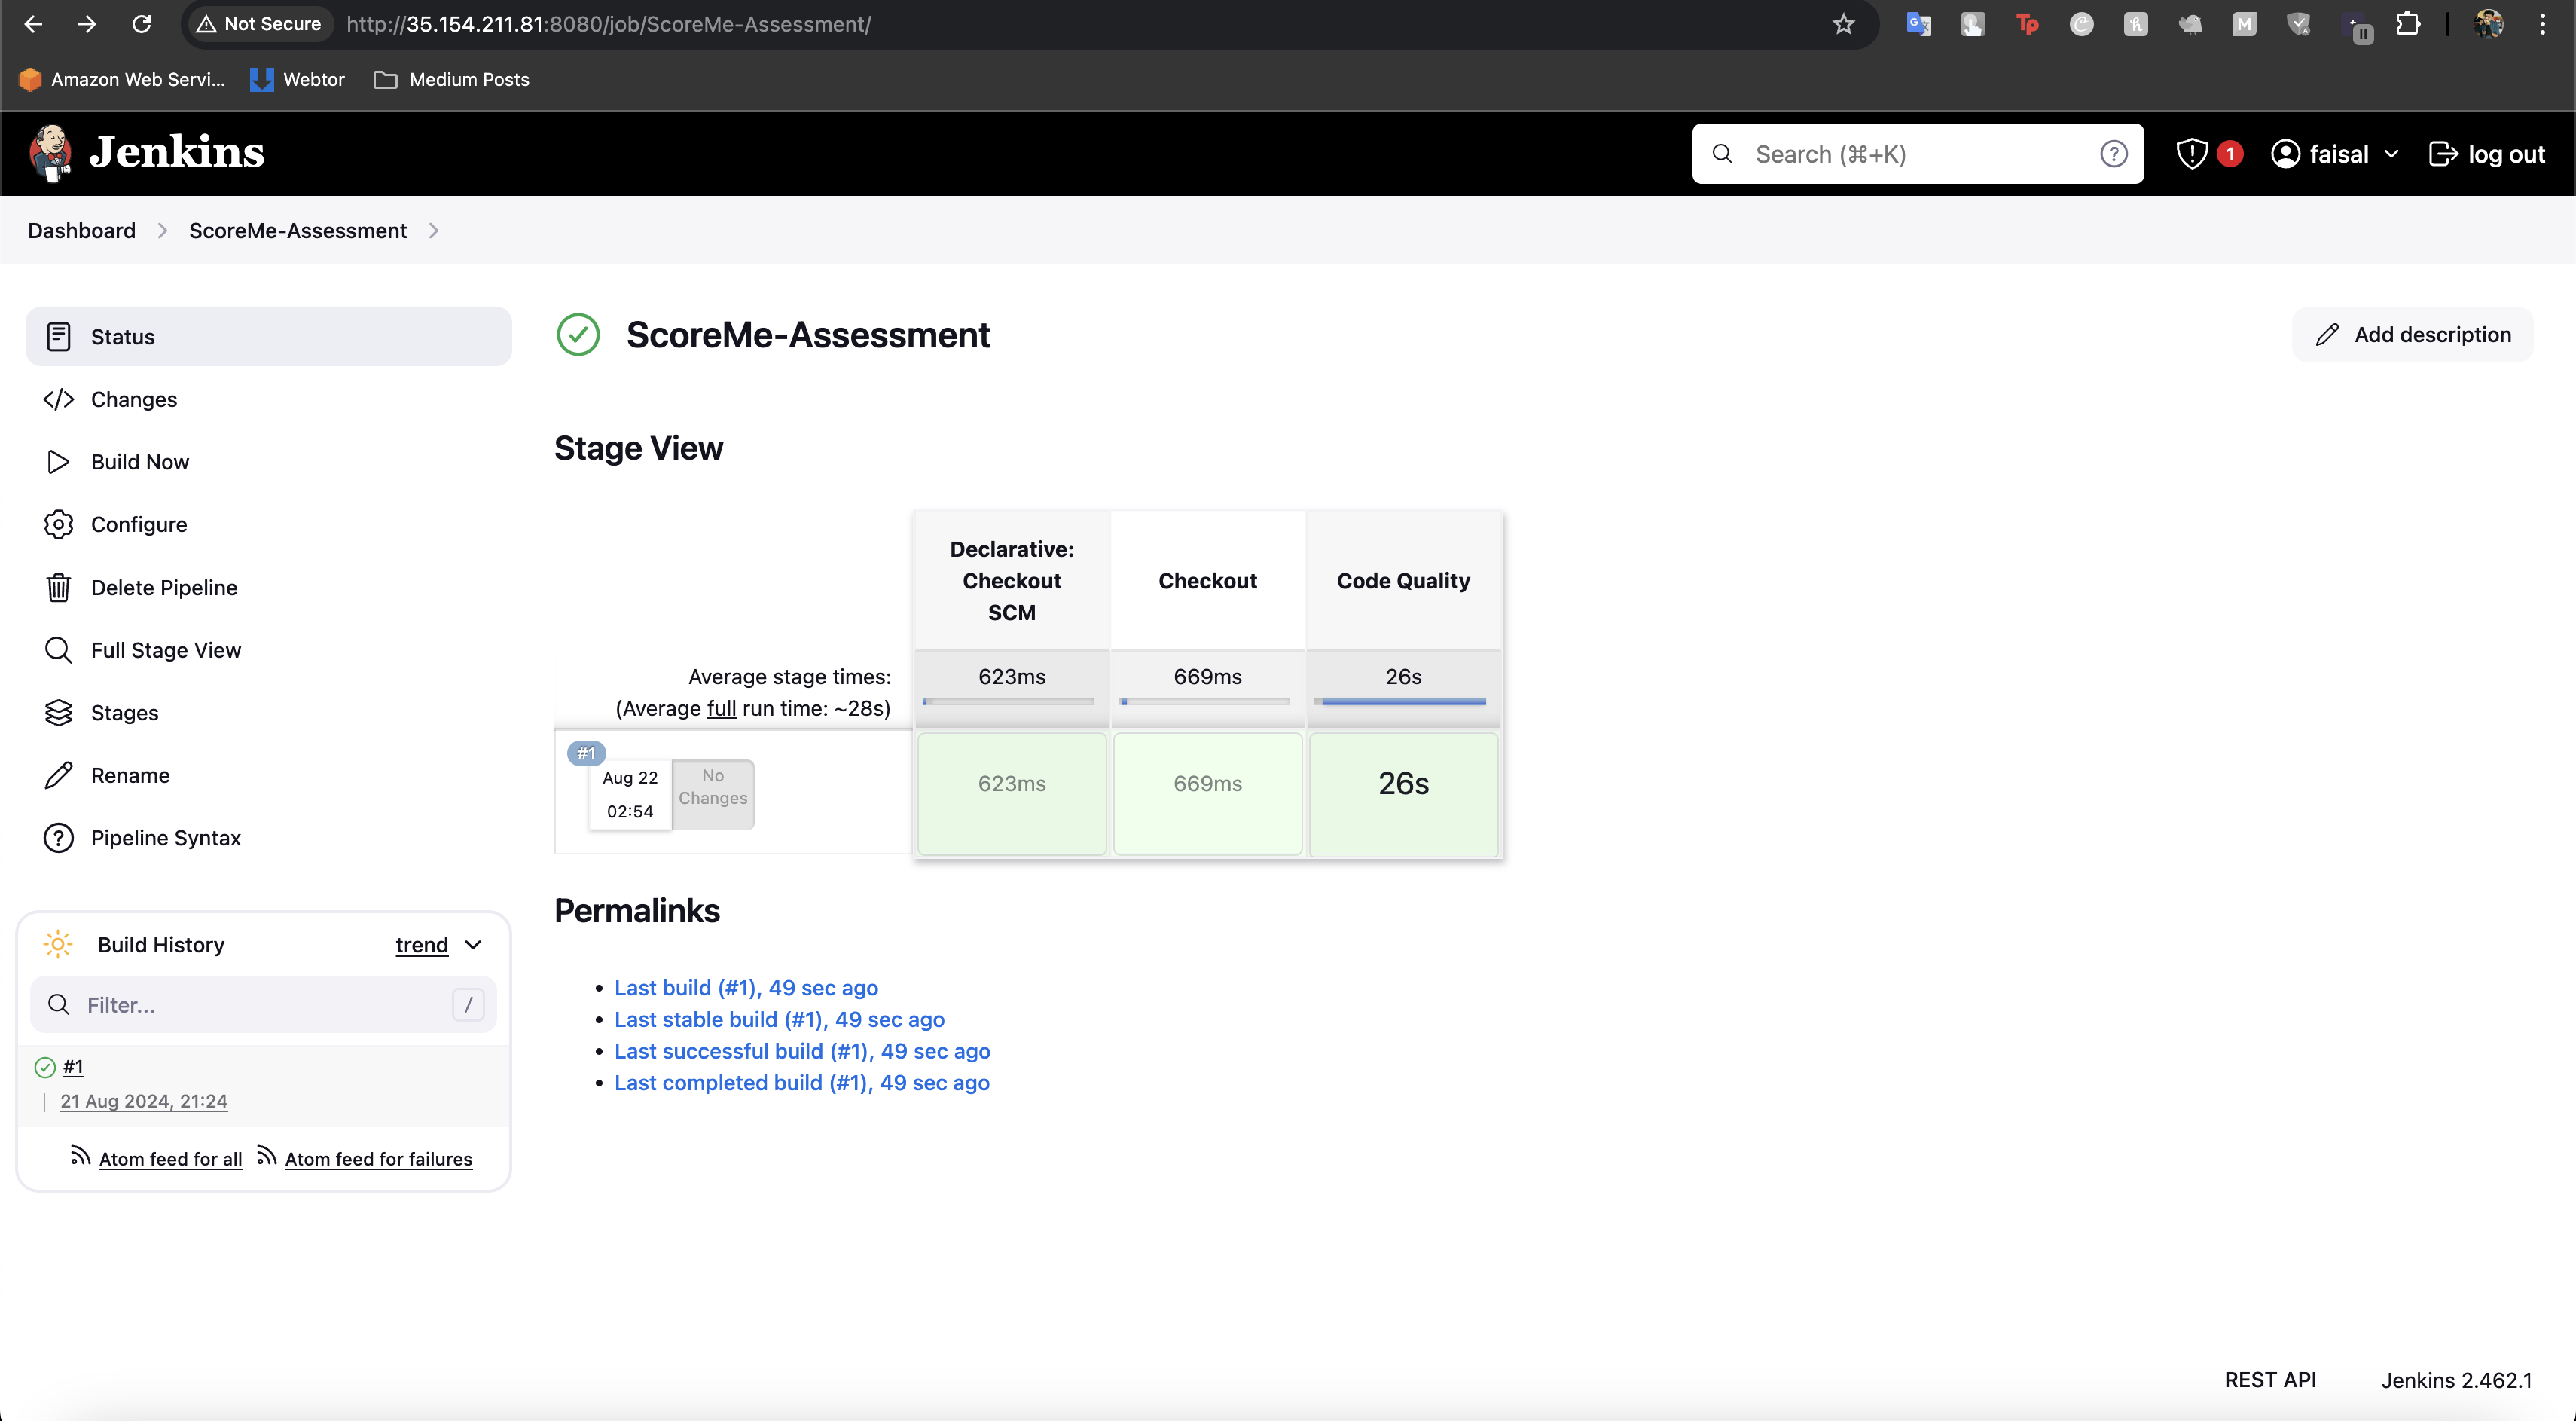 Not Secure http://35.154.211.81:8080/job/ScoreMe-Assessment/
Amazon Web Servi... Webtor Medium Posts
Jenkins Search (⌘+K) ? 1 faisal log out
Dashboard > ScoreMe-Assessment >
Status
Changes
Build Now
Configure
Delete Pipeline
Full Stage View
Stages
Rename
Pipeline Syntax
Build History trend
Filter... /
#1
21 Aug 2024, 21:24
Atom feed for all Atom feed for failures
ScoreMe-Assessment
Add description
Stage View
Declarative:
Checkout
SCM
Checkout
Code Quality
Average stage times:
(Average full run time: ~28s)
623ms 669ms 26s
#1
Aug 22
02:54
No
Changes
623ms 669ms 26s
Permalinks
• Last build (#1), 49 sec ago
• Last stable build (#1), 49 sec ago
• Last successful build (#1), 49 sec ago
• Last completed build (#1), 49 sec ago
REST API Jenkins 2.462.1